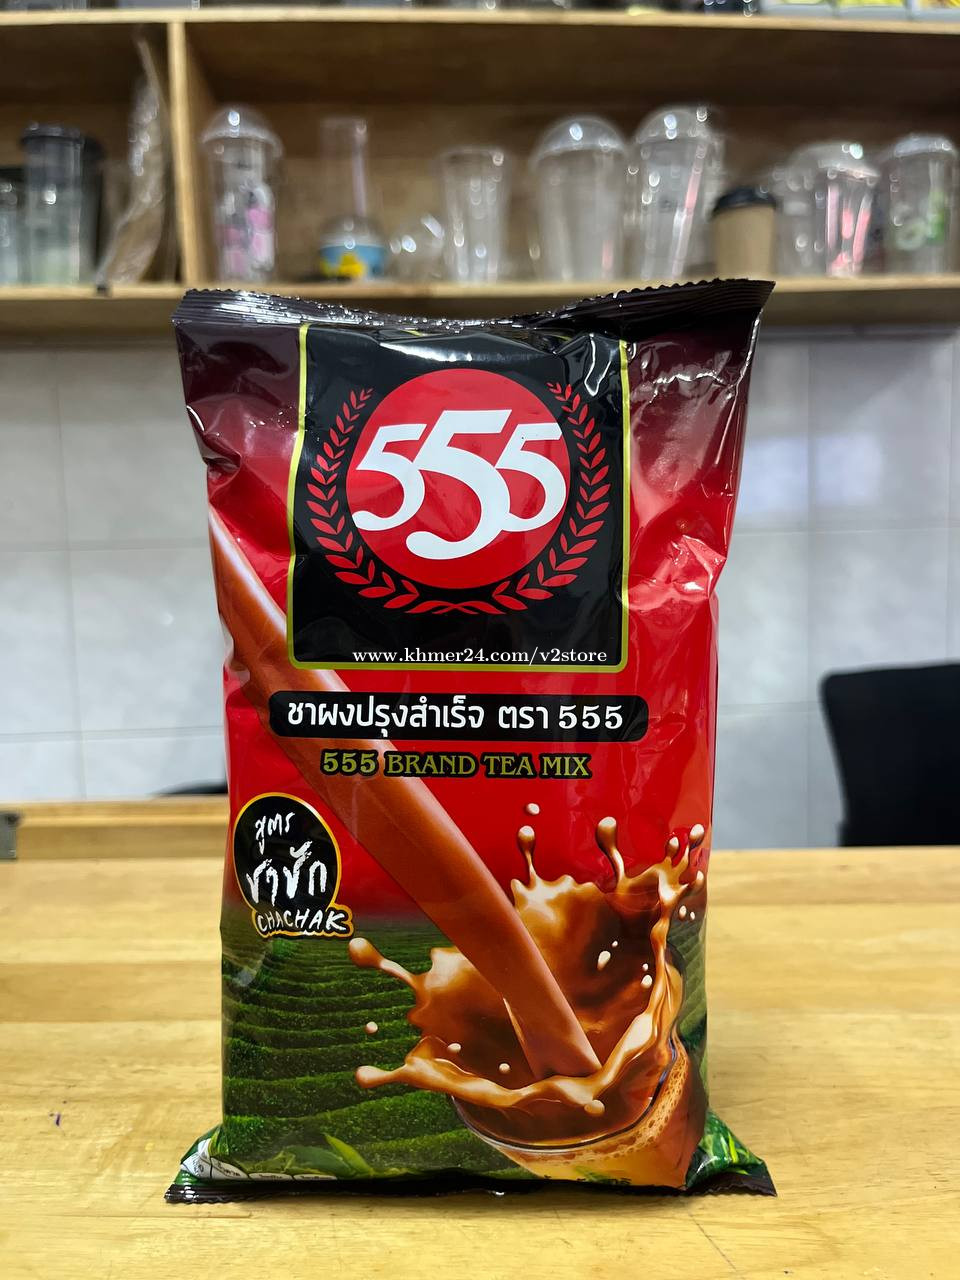 555
www.khmer24.com/v2store
ชาผงปรุงสำเร็จ ตรา 555
555 BRAND TEA MIX
สูตร
ชาชัก
CHACHAK